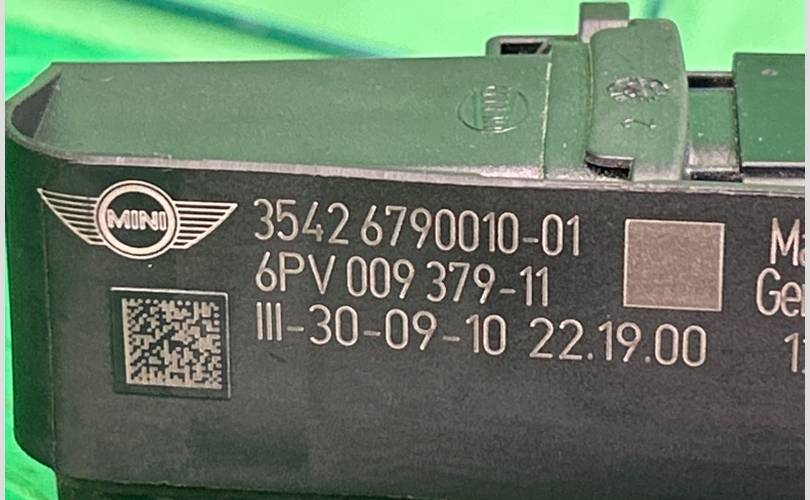 MINI
3542 6790010-01
6PV 009 379-11
III-30-09-10 22.19.00